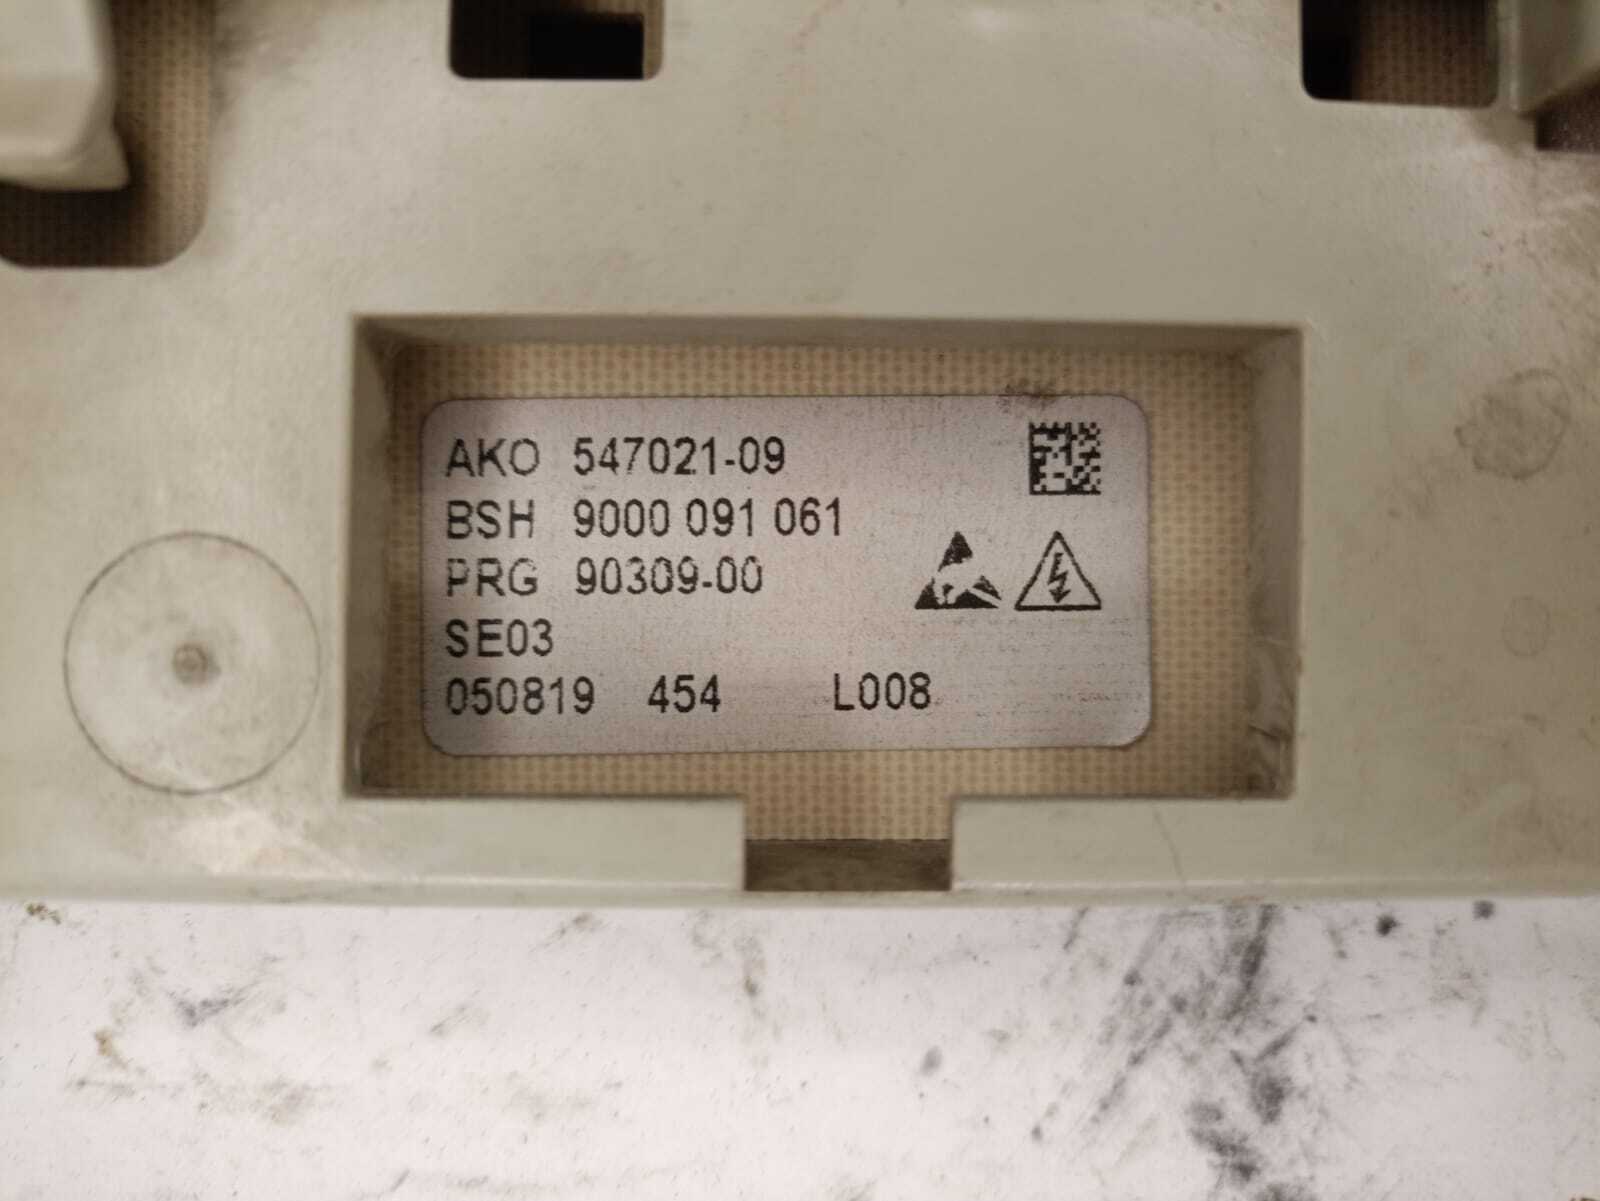 AKO 547021-09
BSH 9000 091 061
PRG 90309-00
SE03
050819 454 L008